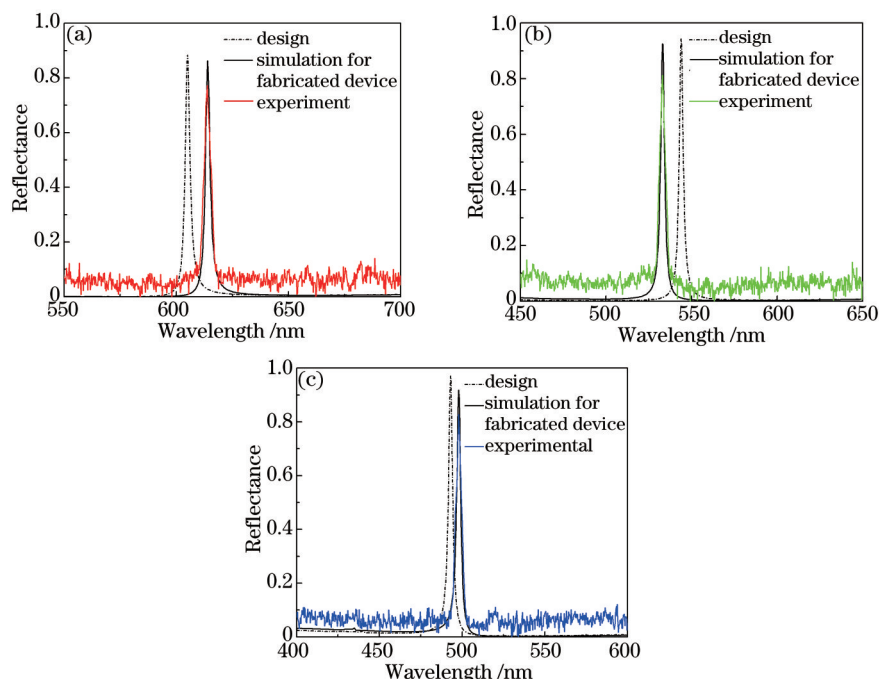 (a)
design
simulation for
fabricated device
experiment
1.0
0.8
0.6
0.4
0.2
0
Reflectance
550
600
650
700
Wavelength /nm
(b)
design
simulation for
fabricated device
experiment
1.0
0.8
0.6
0.4
0.2
0
Reflectance
450
500
550
600
650
Wavelength /nm
(c)
design
simulation for
fabricated device
experimental
1.0
0.8
0.6
0.4
0.2
0
Reflectance
400
450
500
550
600
Wavelength /nm